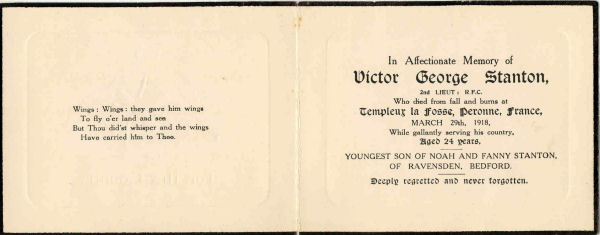 Wings : Wings : they gave him wings
To fly o'er land and sea
But Thou did'st whisper and the wings
Have carried him to Thee.
In Affectionate Memory of
Victor George Stanton,
2nd LIEUT : R.F.C.
Who died from fall and burns at
Templeux la Fosse, Peronne, France,
MARCH 29th, 1918,
While gallantly serving his country,
Aged 24 years.
YOUNGEST SON OF NOAH AND FANNY STANTON,
OF RAVENSDEN, BEDFORD.
Deeply regretted and never forgotten.